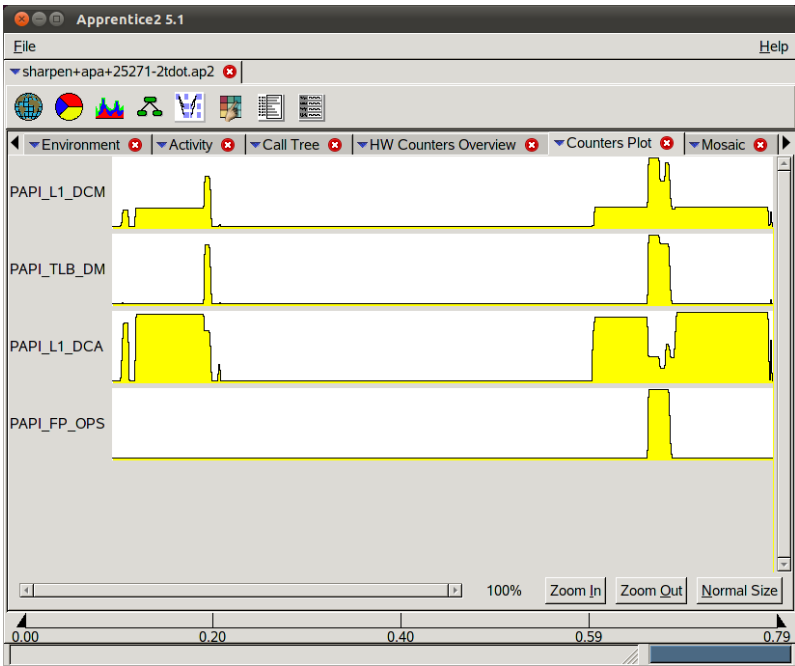 Apprentice2 5.1
File Help
sharpen+apa+25271-2tdot.ap2
Environment Activity Call Tree HW Counters Overview Counters Plot Mosaic
PAPI_L1_DCM
PAPI_TLB_DM
PAPI_L1_DCA
PAPI_FP_OPS
100% Zoom In Zoom Out Normal Size
0.00 0.20 0.40 0.59 0.79